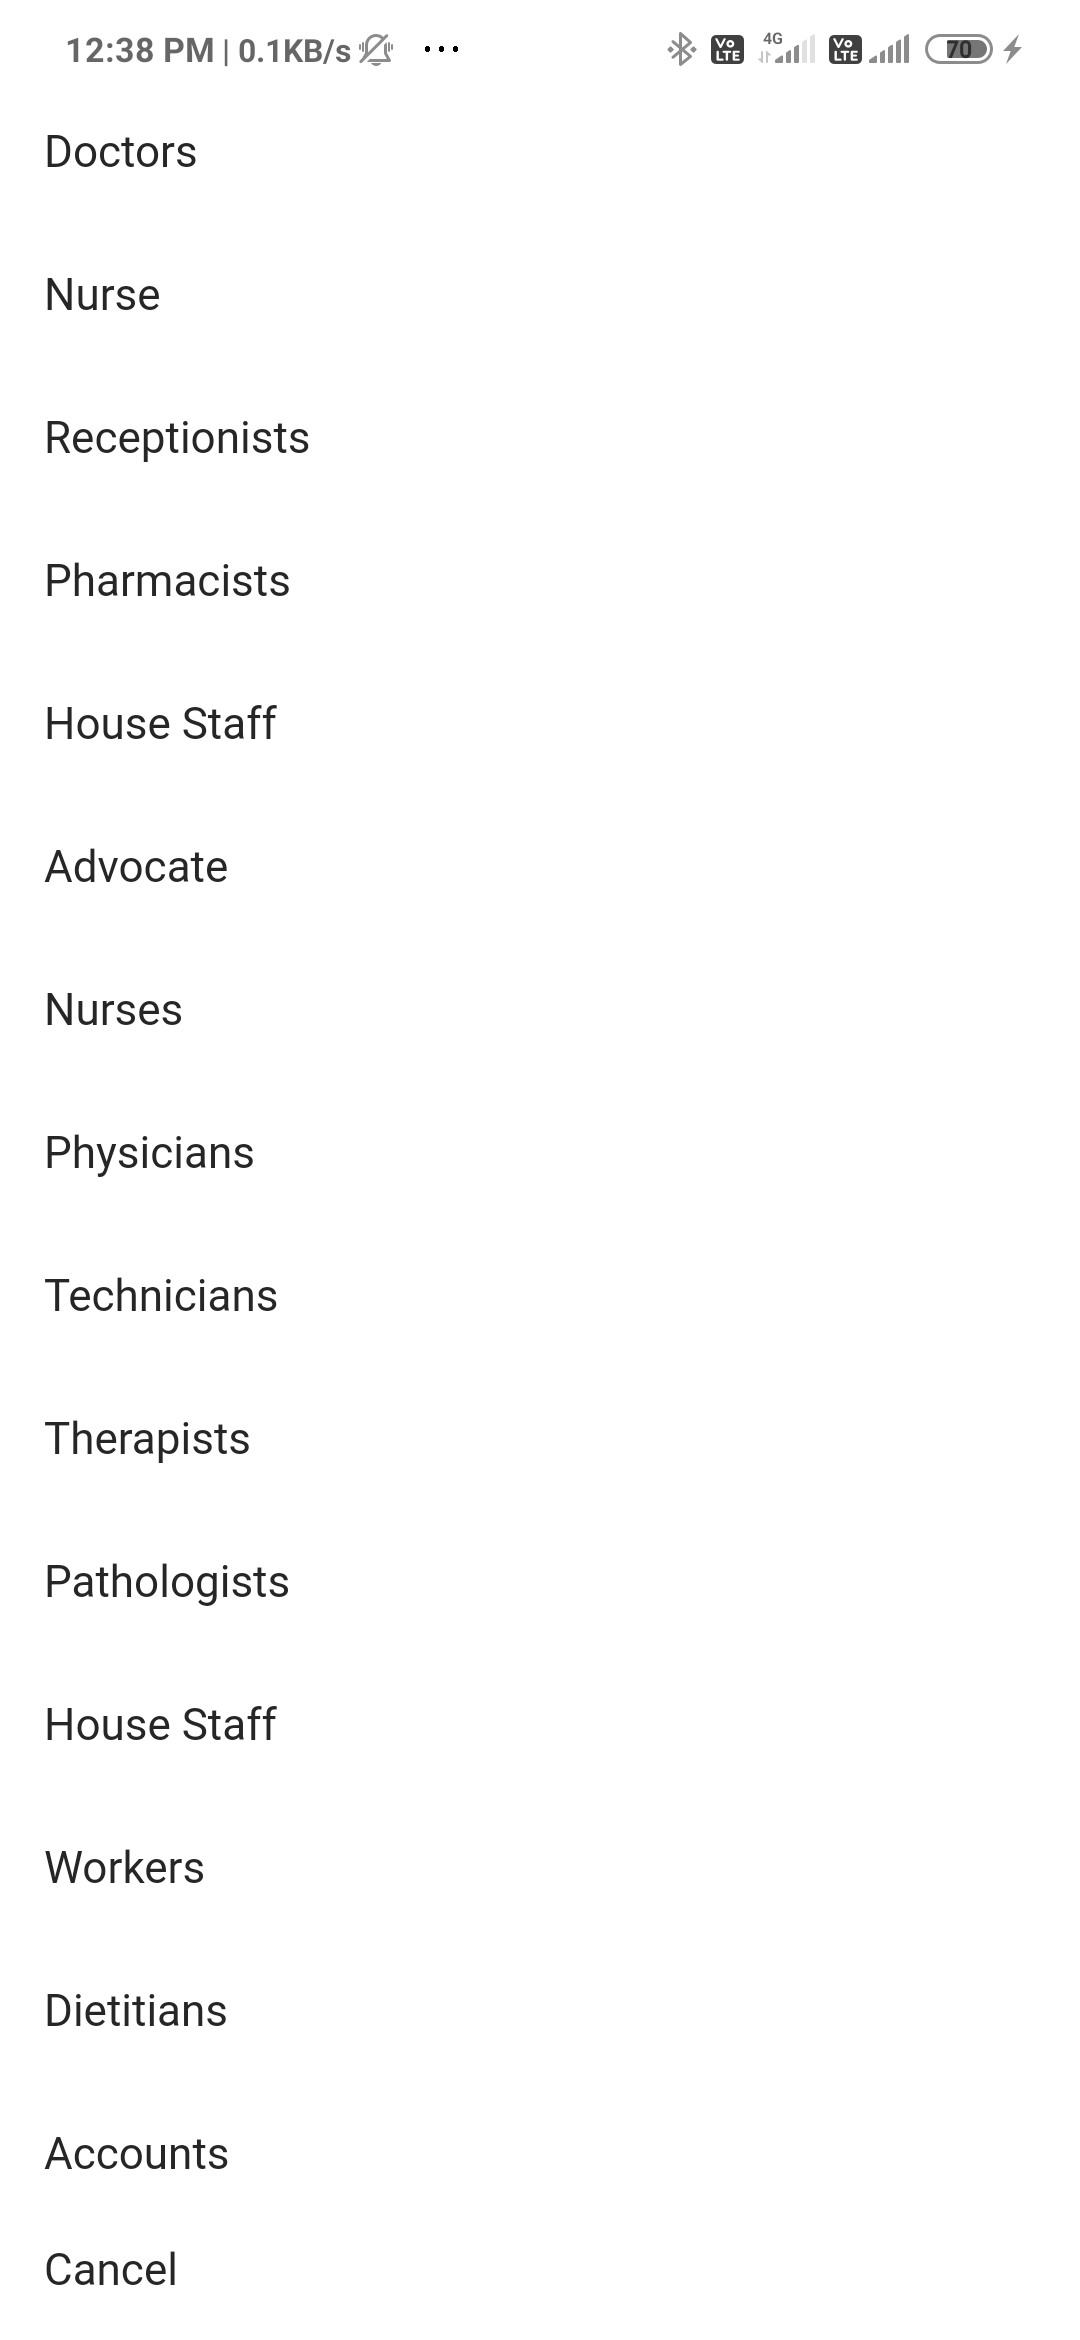 12:38 PM | 0.1KB/s ... Vo LTE 4G Vo LTE 70
Doctors
Nurse
Receptionists
Pharmacists
House Staff
Advocate
Nurses
Physicians
Technicians
Therapists
Pathologists
House Staff
Workers
Dietitians
Accounts
Cancel